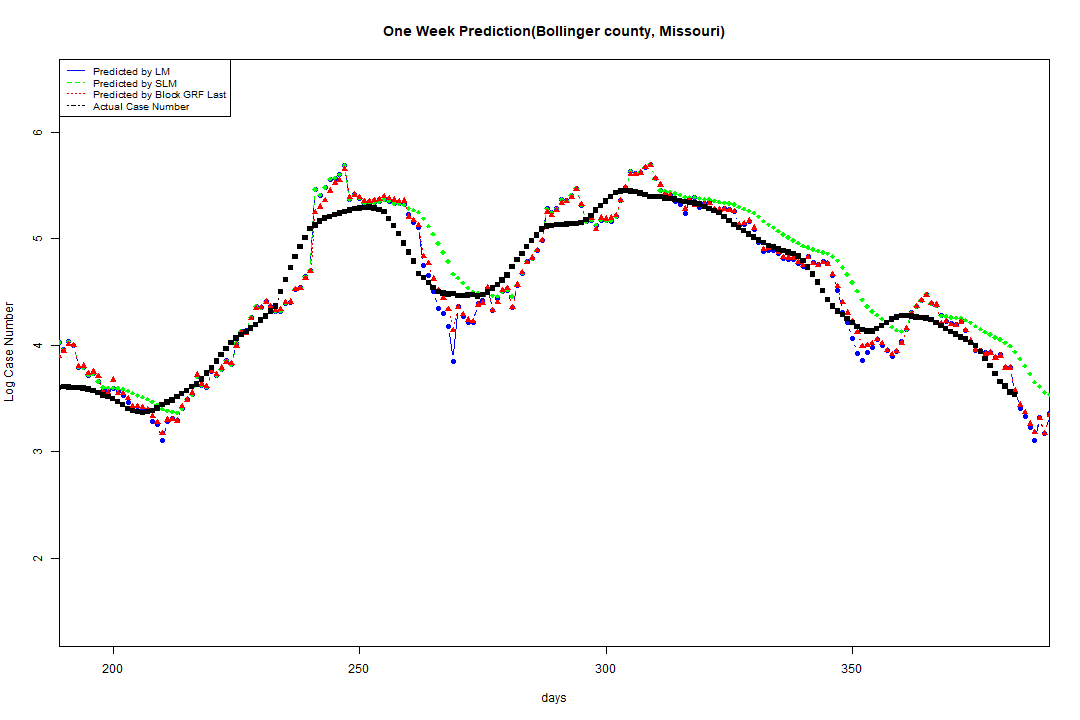 One Week Prediction(Bollinger county, Missouri)
Predicted by LM
Predicted by SLM
Predicted by Block GRF Last
Actual Case Number
6
5
4
3
2
Log Case Number
200 250 300 350
days